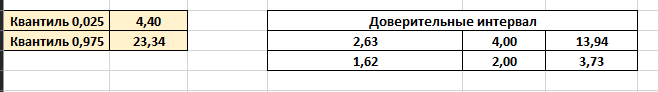 Квантиль 0,025 4,40 Доверительные интервал
Квантиль 0,975 23,34 2,63 4,00 13,94
1,62 2,00 3,73